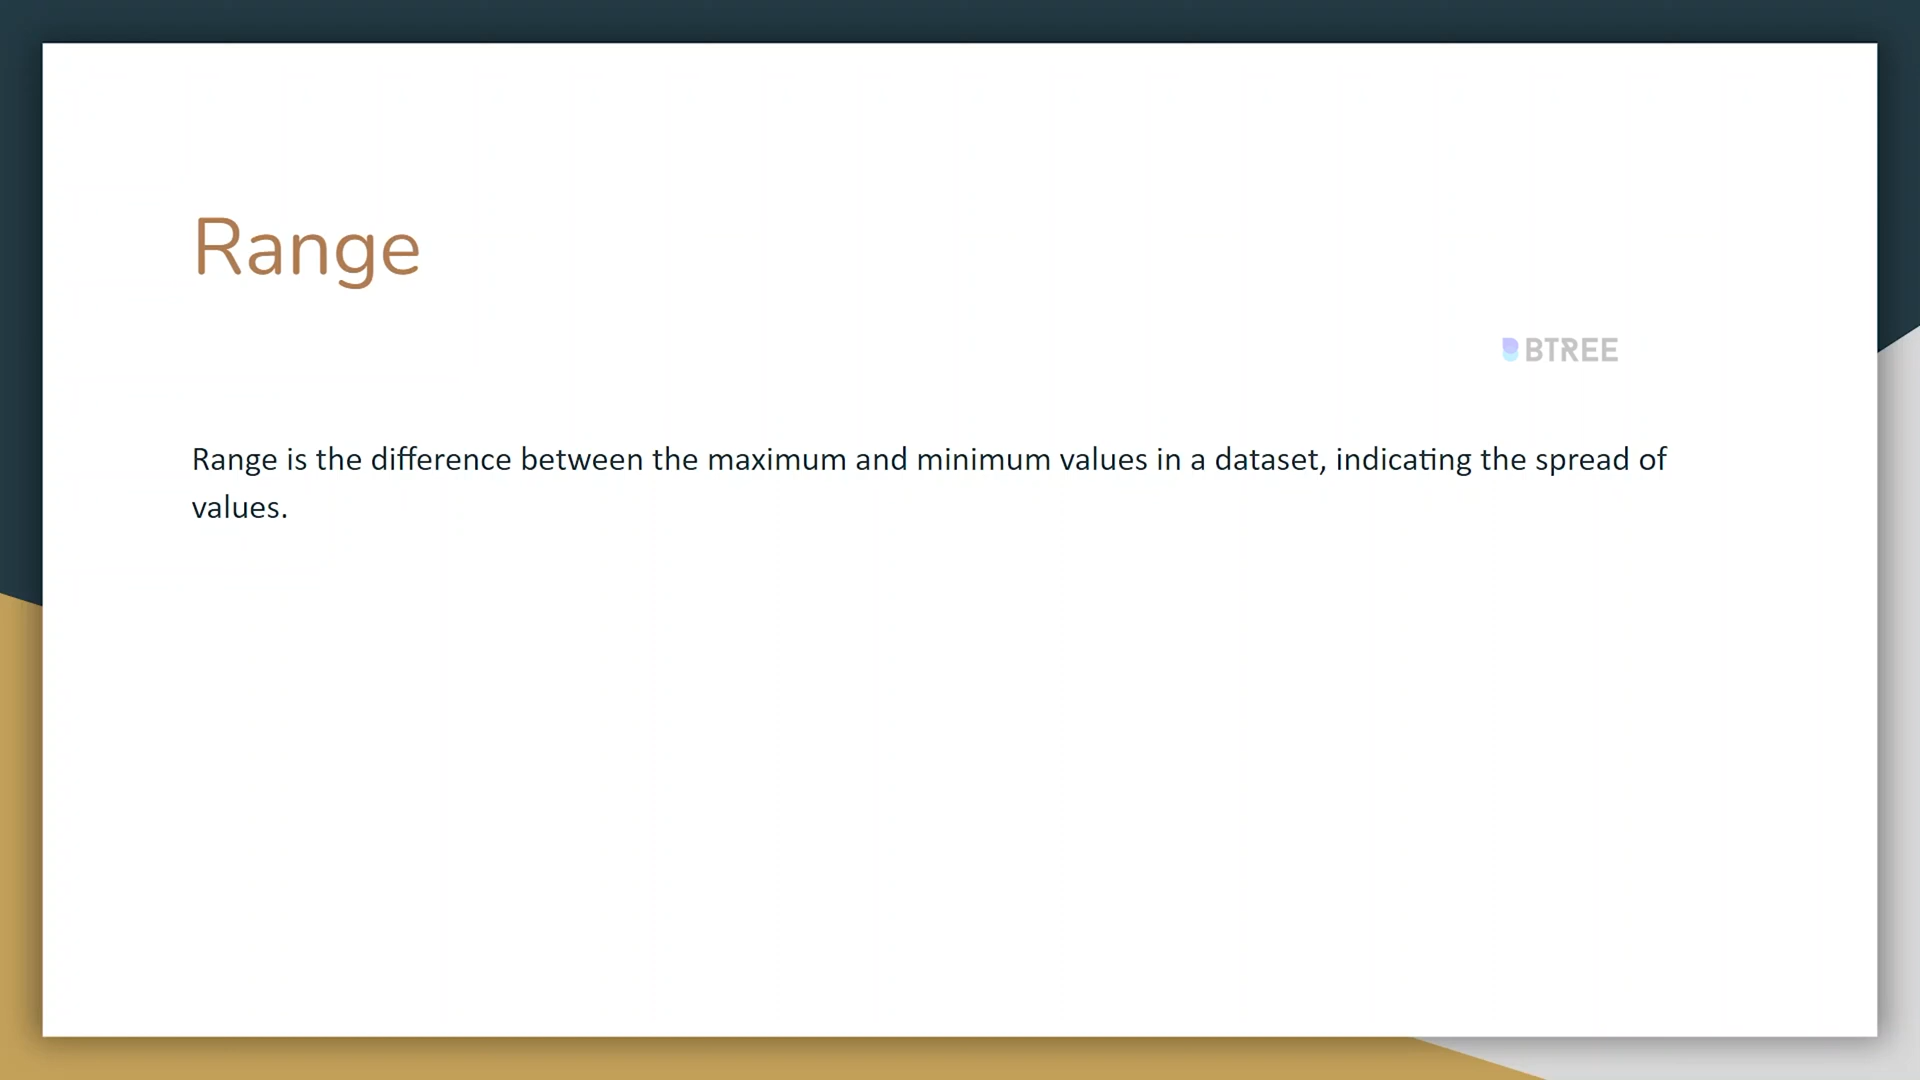 Range
BTREE
Range is the difference between the maximum and minimum values in a dataset, indicating the spread of
values.